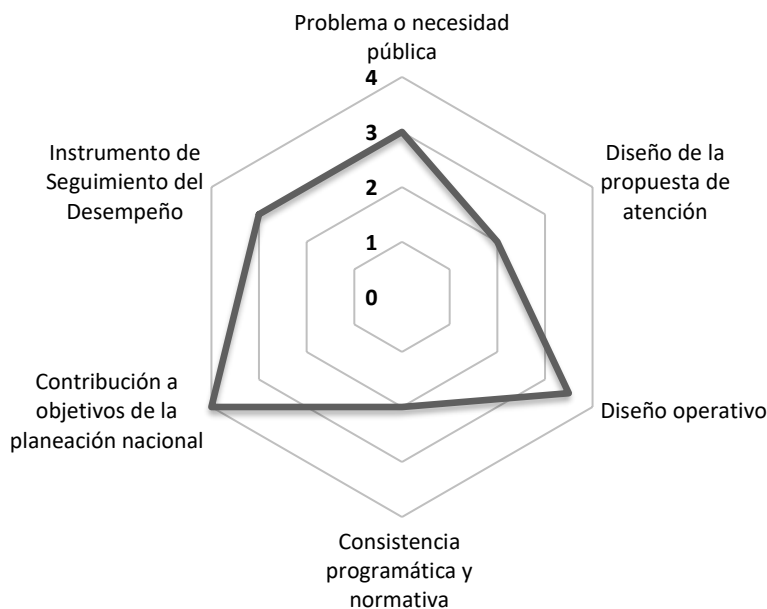 Problema o necesidad
pública
4
3
2
1
0
Diseño de la
propuesta de
atención
Diseño operativo
Consistencia
programática y
normativa
Contribución a
objetivos de la
planeación nacional
Instrumento de
Seguimiento del
Desempeño